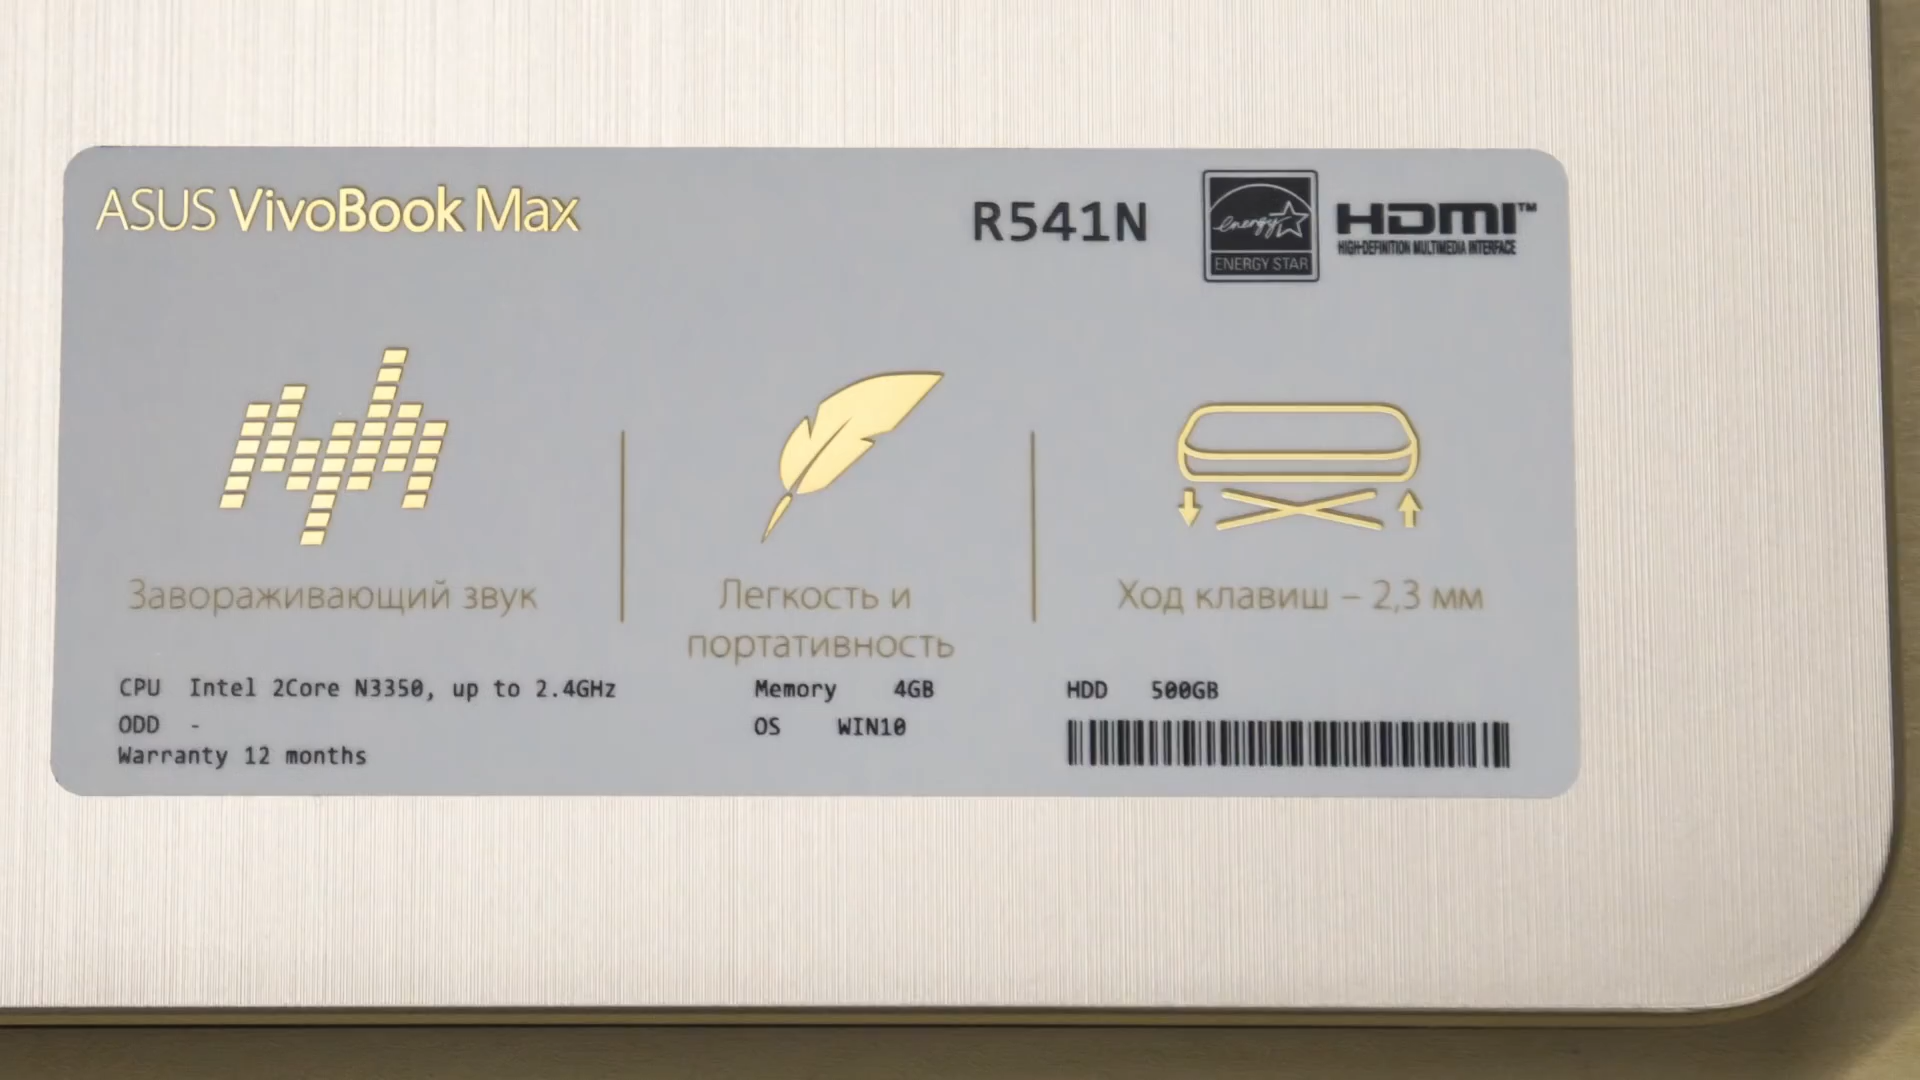 ASUS VivoBook Max
R541N
energy
ENERGY STAR
HDMI™
HIGH-DEFINITION MULTIMEDIA INTERFACE
Завораживающий звук
Легкость и
портативность
Ход клавиш – 2,3 мм
CPU Intel 2Core N3350, up to 2.4GHz
Memory 4GB
HDD 500GB
ODD -
OS WIN10
Warranty 12 months